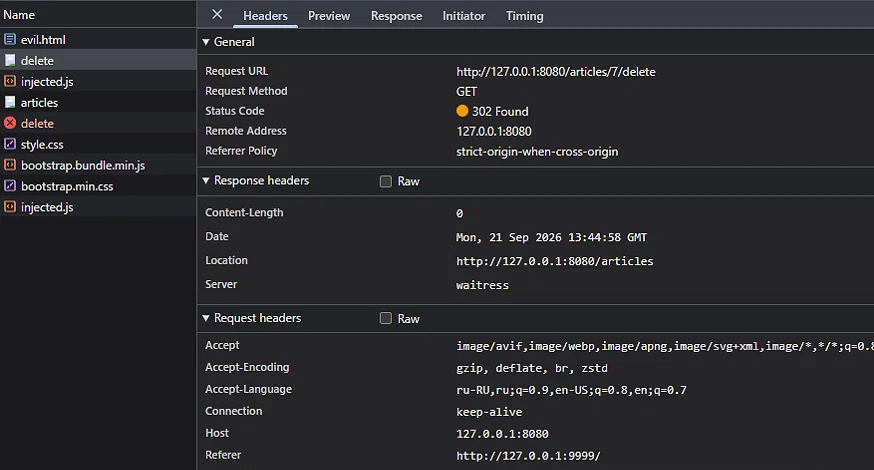 Name
evil.html
delete
injected.js
articles
delete
style.css
bootstrap.bundle.min.js
bootstrap.min.css
injected.js
Headers Preview Response Initiator Timing
General
Request URL http://127.0.0.1:8080/articles/7/delete
Request Method GET
Status Code 302 Found
Remote Address 127.0.0.1:8080
Referrer Policy strict-origin-when-cross-origin
Response headers Raw
Content-Length 0
Date Mon, 21 Sep 2026 13:44:58 GMT
Location http://127.0.0.1:8080/articles
Server waitress
Request headers Raw
Accept image/avif,image/webp,image/apng,image/svg+xml,image/*,*/*;q=0.8
Accept-Encoding gzip, deflate, br, zstd
Accept-Language ru-RU,ru;q=0.9,en-US;q=0.8,en;q=0.7
Connection keep-alive
Host 127.0.0.1:8080
Referer http://127.0.0.1:9999/